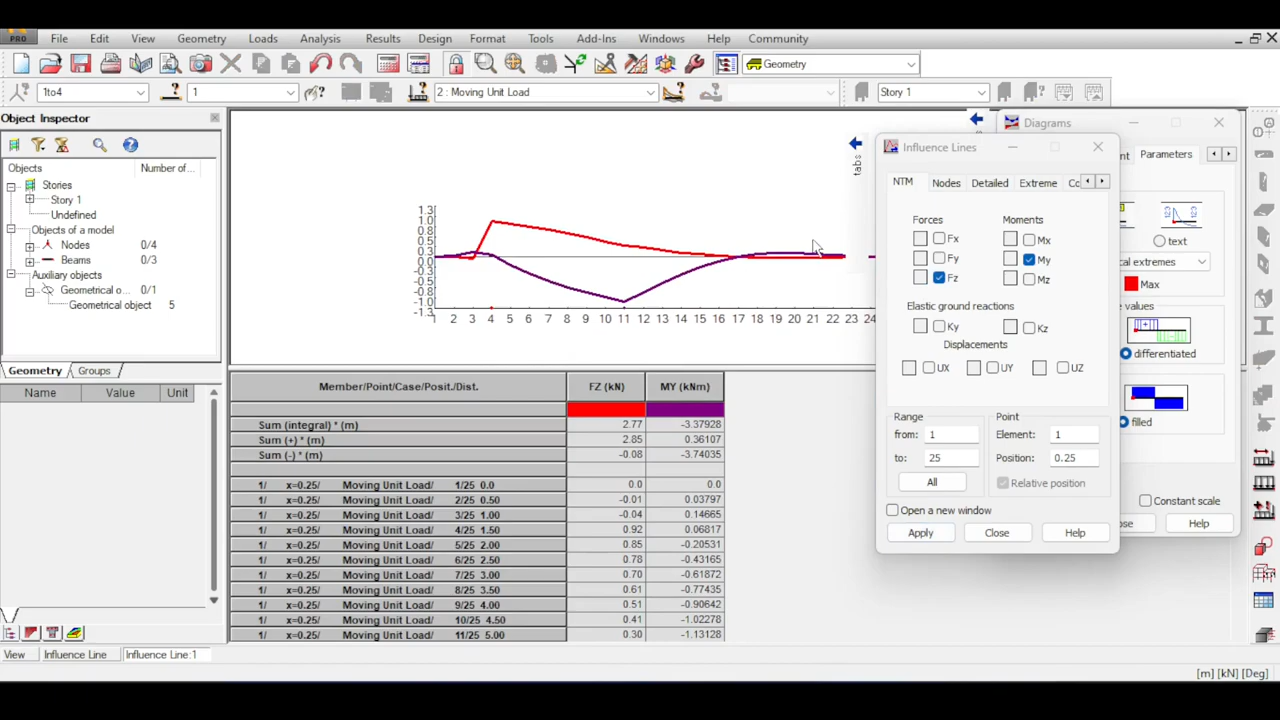 PRO File Edit View Geometry Loads Analysis Results Design Format Tools Add-Ins Windows Help Community
Geometry
1to4 1 2 : Moving Unit Load Story 1
Object Inspector
Objects Number of...
Stories
Story 1
Undefined
Objects of a model
Nodes 0/4
Beams 0/3
Auxiliary objects
Geometrical o... 0/1
Geometrical object 5
Geometry Groups
Name Value Unit
1.3
1.0
0.8
0.5
0.3
0.0
-0.3
-0.5
-0.8
-1.0
-1.3
1 2 3 4 5 6 7 8 9 10 11 12 13 14 15 16 17 18 19 20 21 22 23 24
tabs
Member/Point/Case/Posit./Dist. FZ (kN) MY (kNm)
Sum (integral) * (m) 2.77 -3.37928
Sum (+) * (m) 2.85 0.36107
Sum (-) * (m) -0.08 -3.74035
1/ x=0.25/ Moving Unit Load/ 1/25 0.0 0.0 0.0
1/ x=0.25/ Moving Unit Load/ 2/25 0.50 -0.01 0.03797
1/ x=0.25/ Moving Unit Load/ 3/25 1.00 -0.04 0.14665
1/ x=0.25/ Moving Unit Load/ 4/25 1.50 0.92 0.06817
1/ x=0.25/ Moving Unit Load/ 5/25 2.00 0.85 -0.20531
1/ x=0.25/ Moving Unit Load/ 6/25 2.50 0.78 -0.43165
1/ x=0.25/ Moving Unit Load/ 7/25 3.00 0.70 -0.61872
1/ x=0.25/ Moving Unit Load/ 8/25 3.50 0.61 -0.77435
1/ x=0.25/ Moving Unit Load/ 9/25 4.00 0.51 -0.90642
1/ x=0.25/ Moving Unit Load/ 10/25 4.50 0.41 -1.02278
1/ x=0.25/ Moving Unit Load/ 11/25 5.00 0.30 -1.13128
Influence Lines
NTM Nodes Detailed Extreme Co
Forces Moments
Fx Mx
Fy My
Fz Mz
Elastic ground reactions
Ky Kz
Displacements
UX UY UZ
Range Point
from: 1 Element: 1
to: 25 Position: 0.25
All Relative position
Open a new window
Apply Close Help
Diagrams
nt Parameters
text
cal extremes
Max
e values
differentiated
filled
Constant scale
ose Help
View Influence Line Influence Line:1
[m] [kN] [Deg]